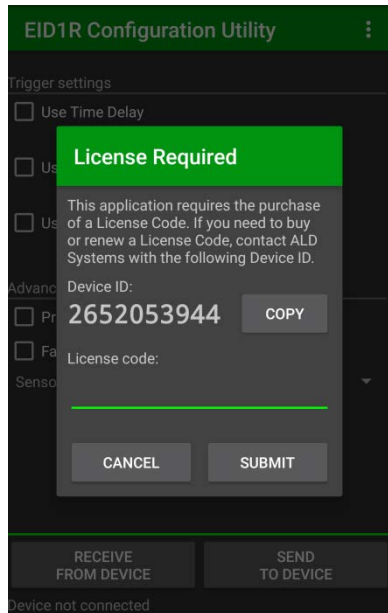 EID1R Configuration Utility
Trigger settings
Use Time Delay
Us
License Required
This application requires the purchase
of a License Code. If you need to buy
or renew a License Code, contact ALD
Systems with the following Device ID.
Us
Advanc
Device ID:
Pr
2652053944
COPY
Fa
License code:
Senso
CANCEL
SUBMIT
RECEIVE
FROM DEVICE
SEND
TO DEVICE
Device not connected